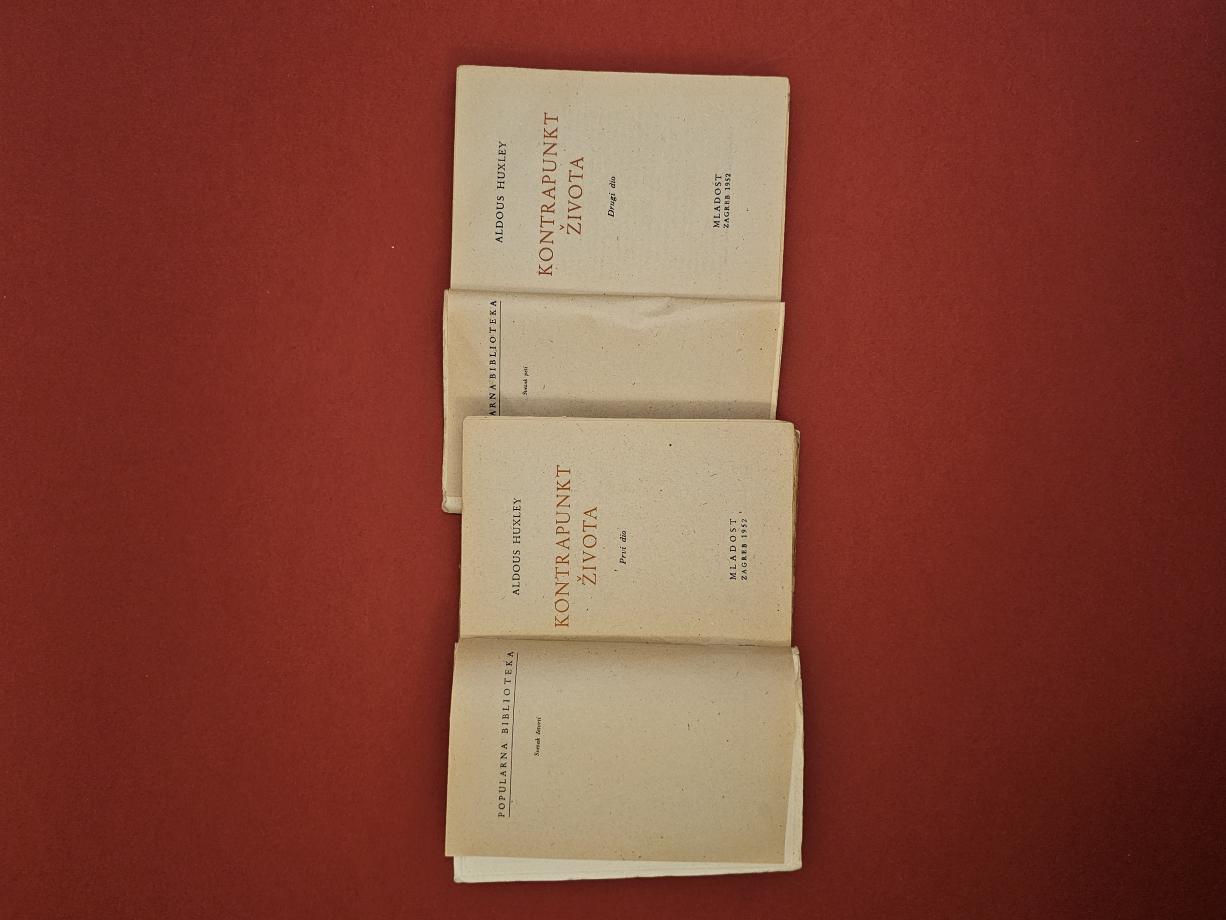 POPULARNA BIBLIOTEKA
Svezak četvrti
ALDOUS HUXLEY
KONTRAPUNKT
ŽIVOTA
Prvi dio
MLADOST
ZAGREB 1952
ARNA BIBLIOTEKA
Svezak peti
ALDOUS HUXLEY
KONTRAPUNKT
ŽIVOTA
Drugi dio
MLADOST
ZAGREB 1952